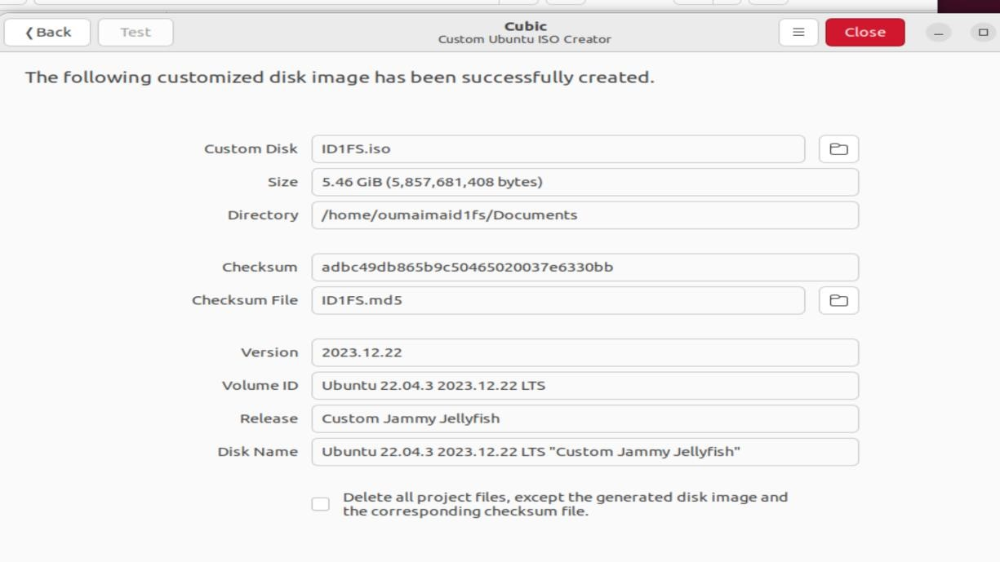 Back
Test
Cubic
Custom Ubuntu ISO Creator
Close
The following customized disk image has been successfully created.
Custom Disk ID1FS.iso
Size 5.46 GiB (5,857,681,408 bytes)
Directory /home/oumaimaid1fs/Documents
Checksum adbc49db865b9c50465020037e6330bb
Checksum File ID1FS.md5
Version 2023.12.22
Volume ID Ubuntu 22.04.3 2023.12.22 LTS
Release Custom Jammy Jellyfish
Disk Name Ubuntu 22.04.3 2023.12.22 LTS "Custom Jammy Jellyfish"
Delete all project files, except the generated disk image and
the corresponding checksum file.